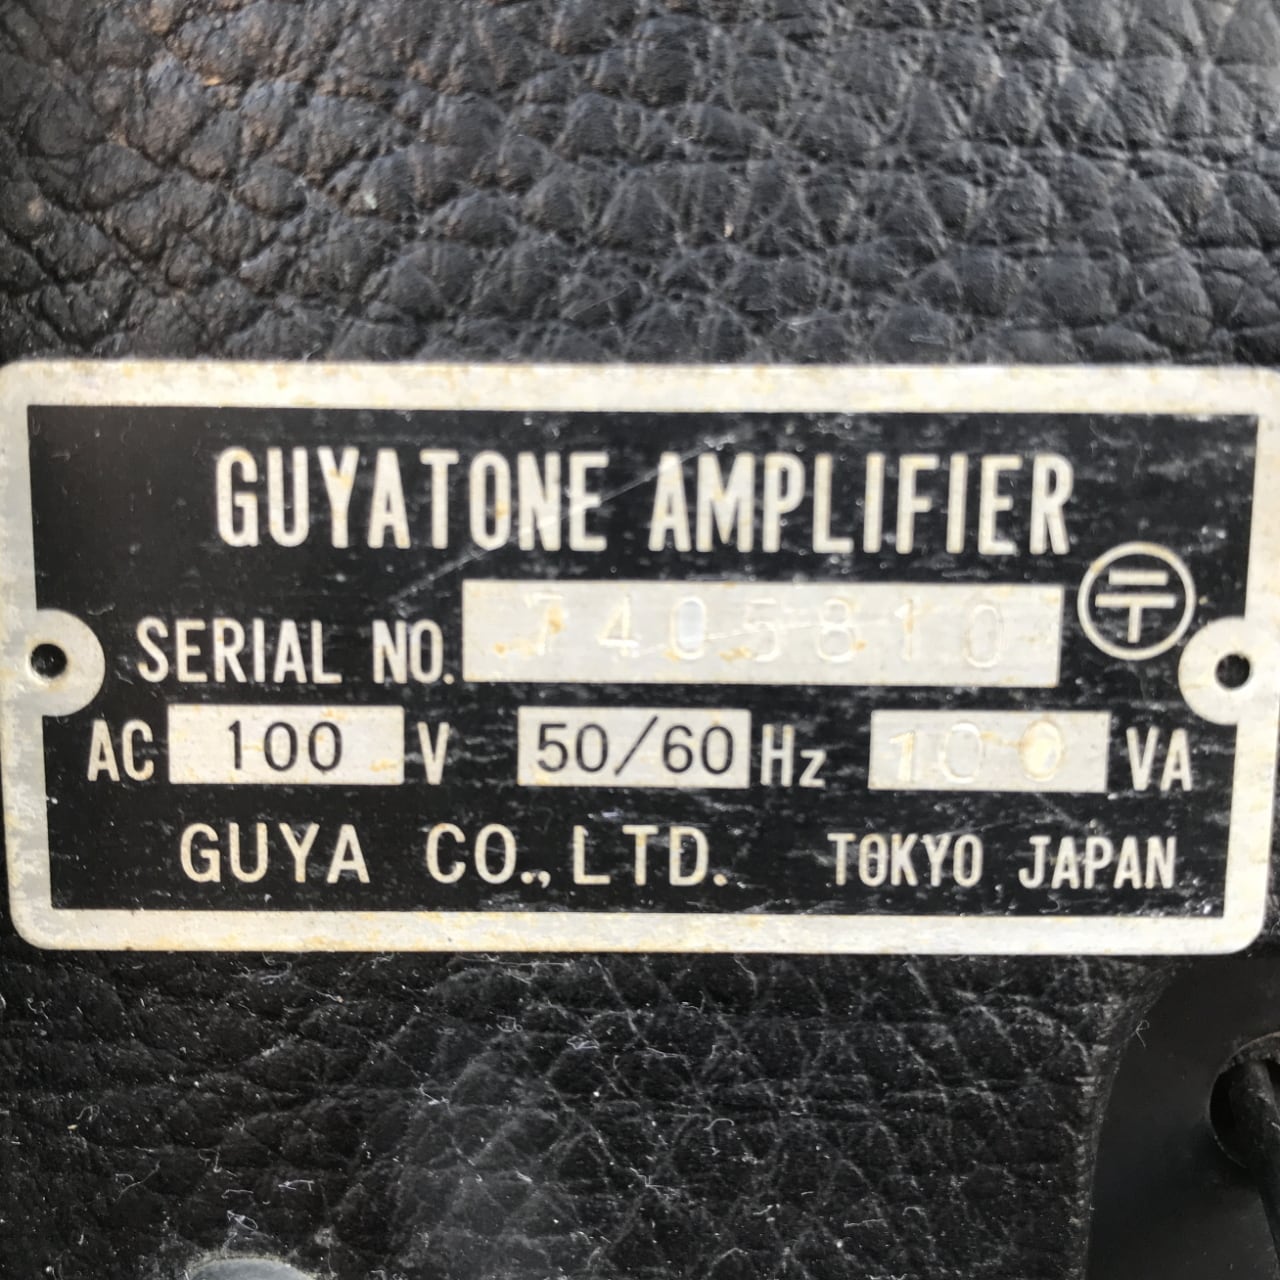 GUYATONE AMPLIFIER
〒
SERIAL NO. 7405810
AC 100 V 50/60 Hz 100 VA
GUYA CO., LTD. TOKYO JAPAN